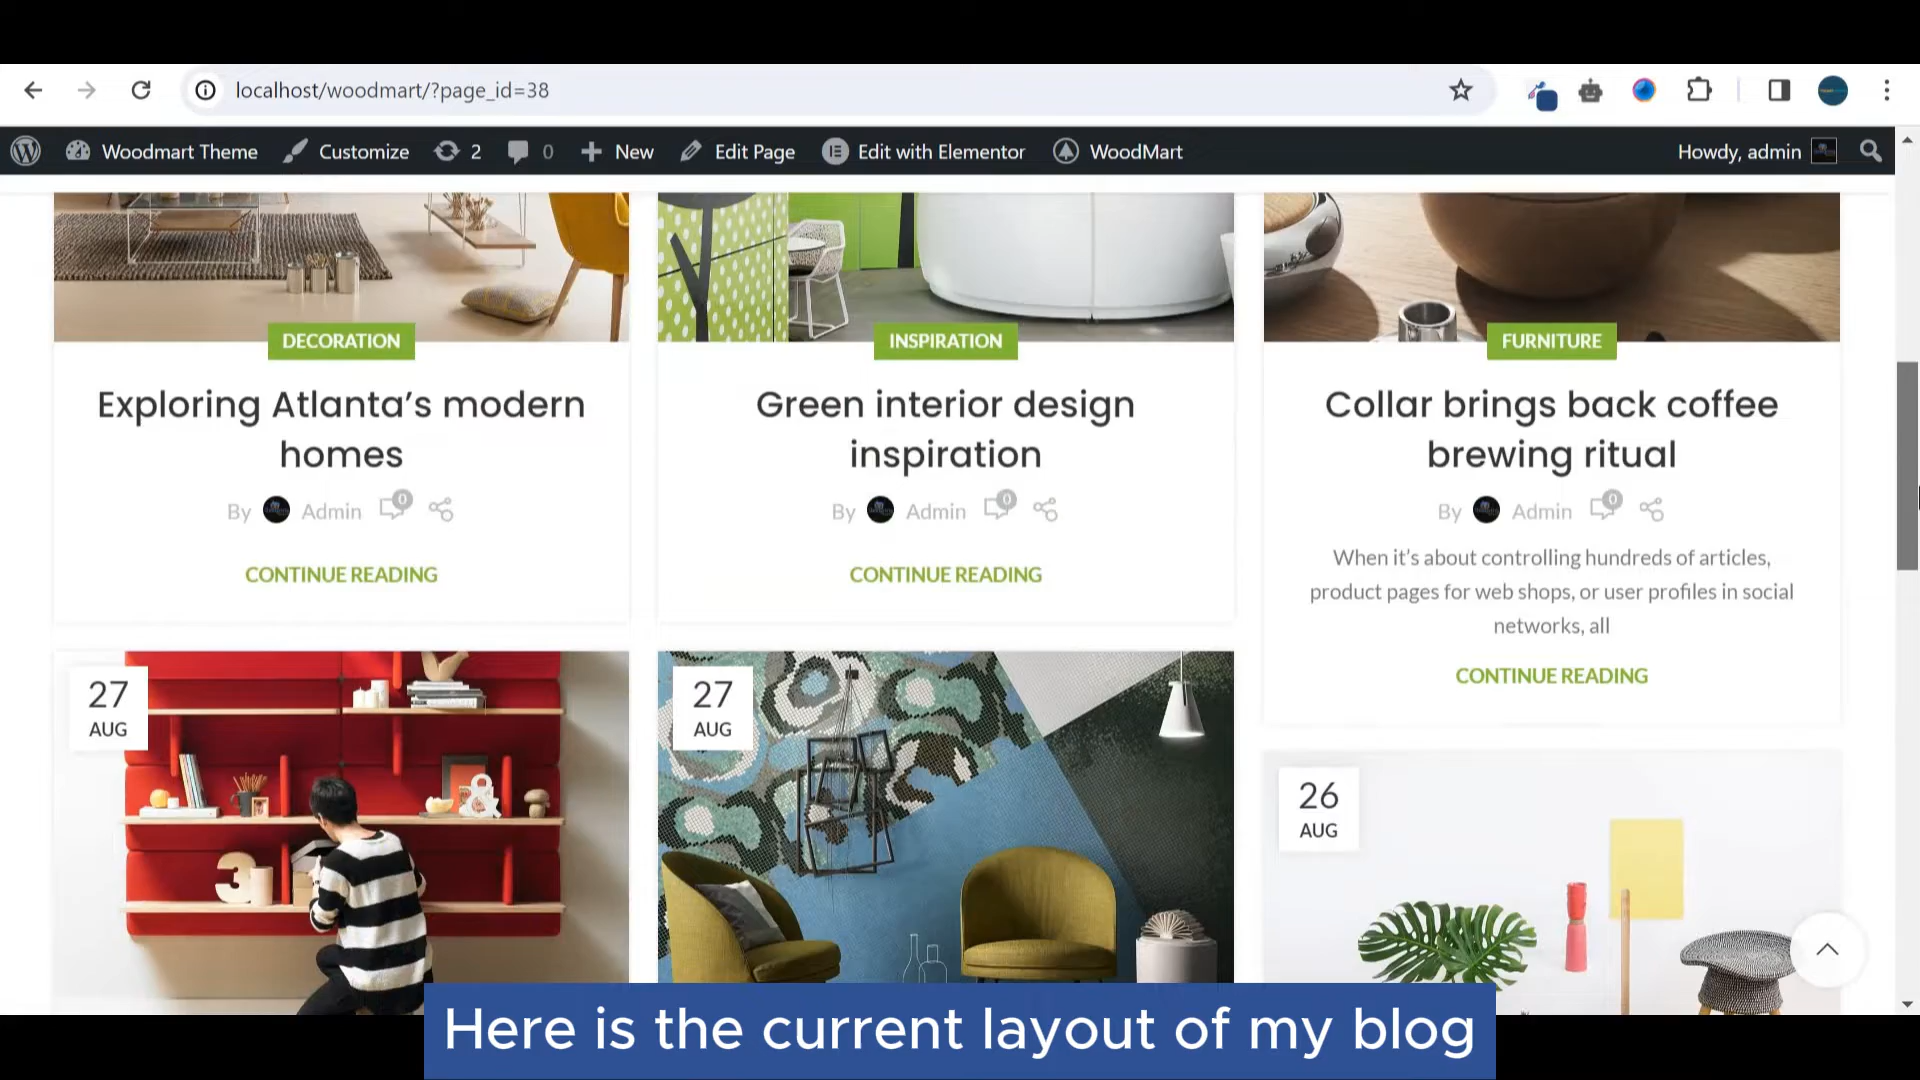 localhost/woodmart/?page_id=38
Woodmart Theme Customize 2 0 New Edit Page Edit with Elementor WoodMart Howdy, admin
DECORATION
Exploring Atlanta’s modern
homes
By Admin 0
CONTINUE READING
INSPIRATION
Green interior design
inspiration
By Admin 0
CONTINUE READING
FURNITURE
Collar brings back coffee
brewing ritual
By Admin 0
When it’s about controlling hundreds of articles,
product pages for web shops, or user profiles in social
networks, all
CONTINUE READING
27
AUG
3
&
27
AUG
26
AUG
Here is the current layout of my blog